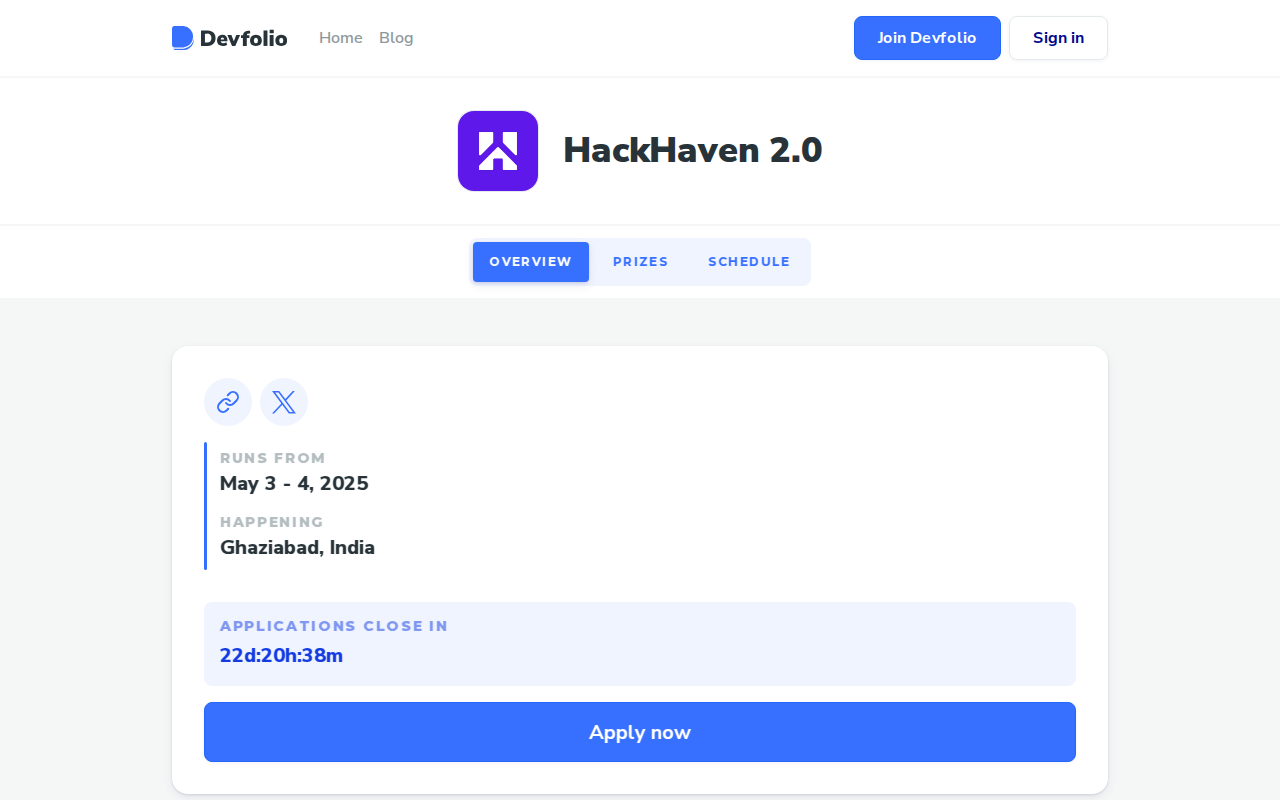 Devfolio Home Blog Join Devfolio Sign in
HackHaven 2.0
OVERVIEW PRIZES SCHEDULE
RUNS FROM
May 3 - 4, 2025
HAPPENING
Ghaziabad, India
APPLICATIONS CLOSE IN
22d:20h:38m
Apply now